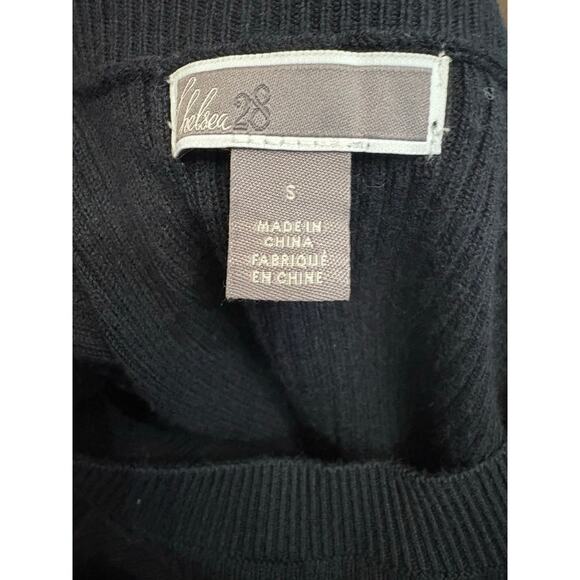 Chelsea28
S
MADE IN
CHINA
FABRIQUÉ
EN CHINE